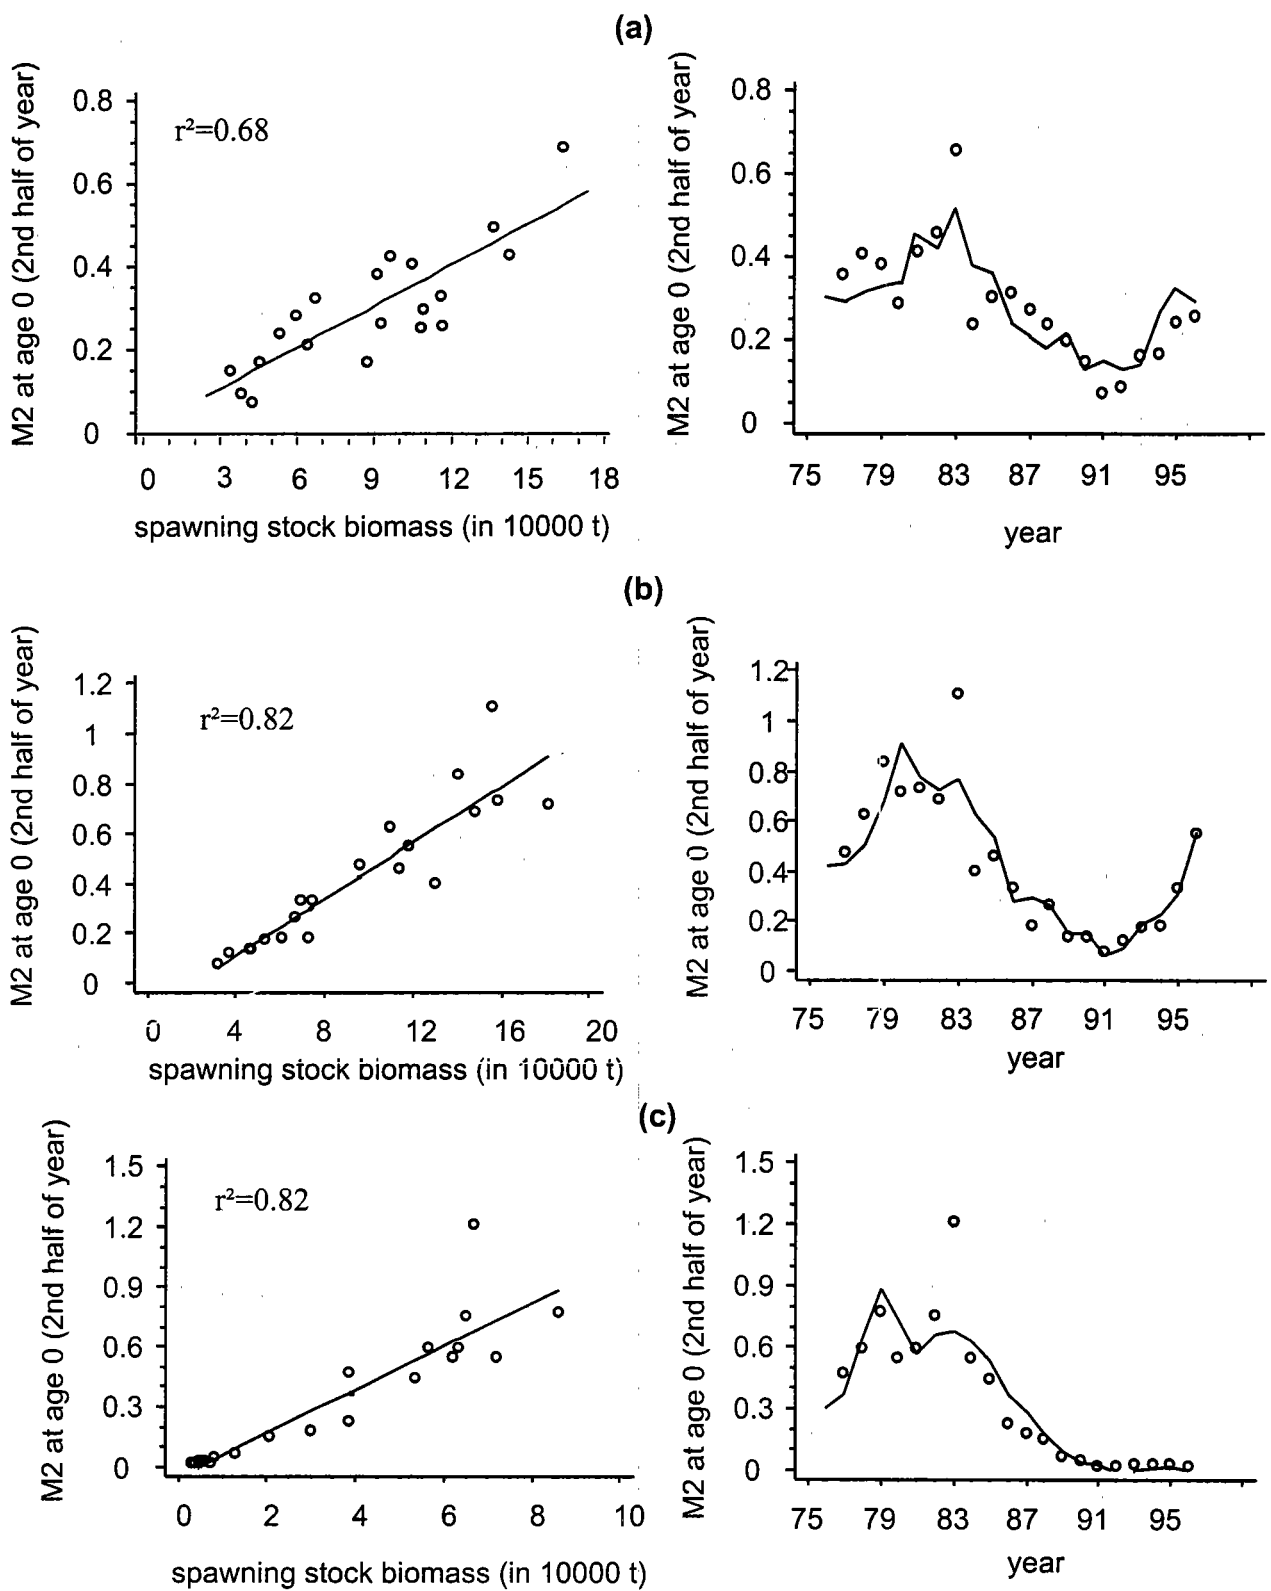 (a)
M2 at age 0 (2nd half of year)
0.8
0.6
0.4
0.2
0
r²=0.68
0 3 6 9 12 15 18
spawning stock biomass (in 10000 t)
M2 at age 0 (2nd half of year)
0.8
0.6
0.4
0.2
0
75 79 83 87 91 95
year
(b)
M2 at age 0 (2nd half of year)
1.2
1
0.8
0.6
0.4
0.2
0
r²=0.82
0 4 8 12 16 20
spawning stock biomass (in 10000 t)
M2 at age 0 (2nd half of year)
1.2
1
0.8
0.6
0.4
0.2
0
75 79 83 87 91 95
year
(c)
M2 at age 0 (2nd half of year)
1.5
1.2
0.9
0.6
0.3
0
r²=0.82
0 2 4 6 8 10
spawning stock biomass (in 10000 t)
M2 at age 0 (2nd half of year)
1.5
1.2
0.9
0.6
0.3
0
75 79 83 87 91 95
year